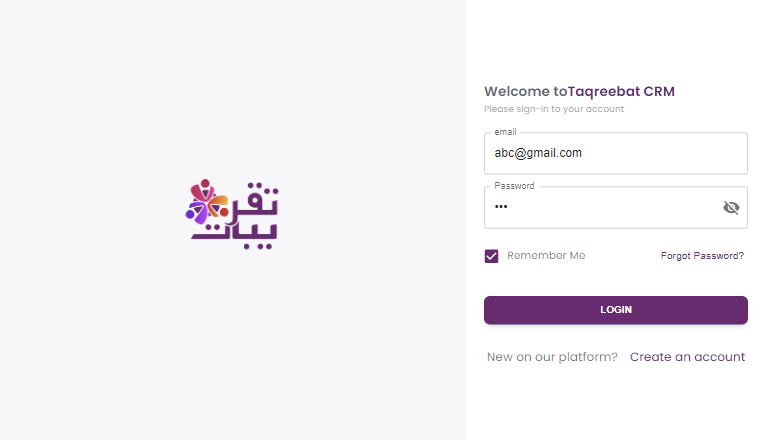 تقر
يبات
Welcome toTaqreebat CRM
Please sign-in to your account
email
abc@gmail.com
Password
•••
Remember Me
Forgot Password?
LOGIN
New on our platform? Create an account